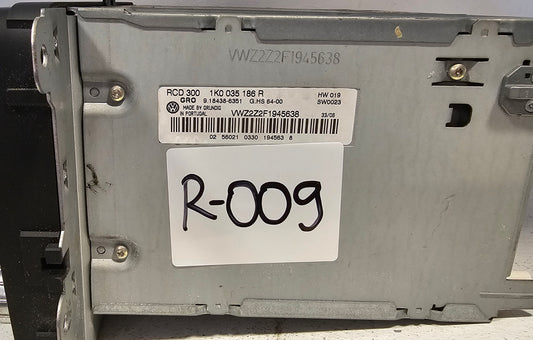 VWZ2Z2F1945638
RCD 300 1K0 035 186 R HW 019
GRO 9.18438-6351 G.HS 64-00 SW0023
MADE BY GRUNDIG
IN PORTUGAL VWZ2Z2F1945638 33/08
02 56021 0330 194563 8
R-009